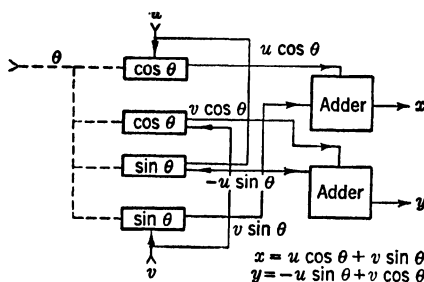 u
θ
cos θ
u cos θ
Adder
x
v cos θ
cos θ
sin θ
-u sin θ
Adder
y
sin θ
v sin θ
v
x = u cos θ + v sin θ
y = -u sin θ + v cos θ